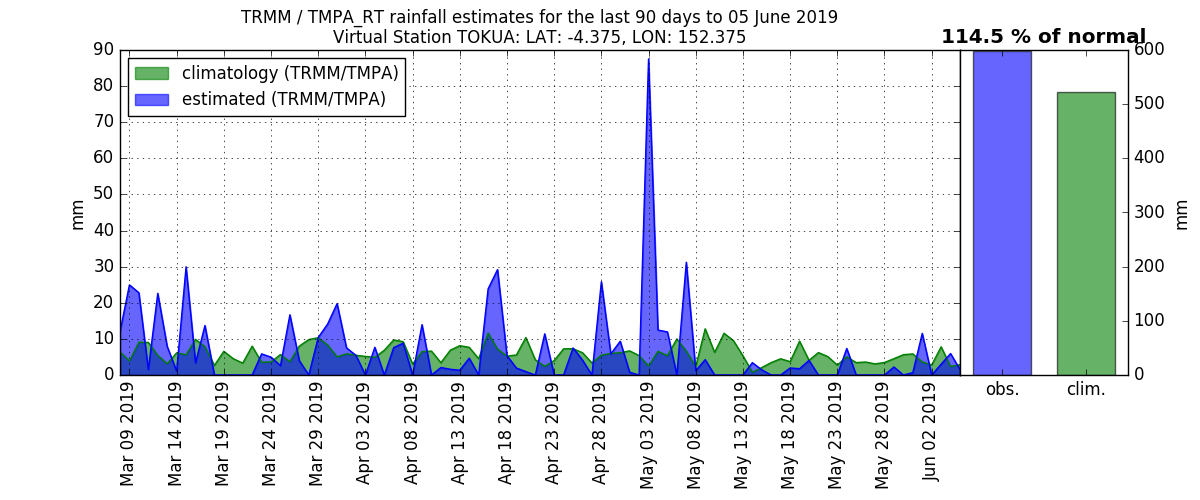 TRMM / TMPA_RT rainfall estimates for the last 90 days to 05 June 2019
Virtual Station TOKUA: LAT: -4.375, LON: 152.375
114.5 % of normal
climatology (TRMM/TMPA)
estimated (TRMM/TMPA)
mm
90
80
70
60
50
40
30
20
10
0
Mar 09 2019
Mar 14 2019
Mar 19 2019
Mar 24 2019
Mar 29 2019
Apr 03 2019
Apr 08 2019
Apr 13 2019
Apr 18 2019
Apr 23 2019
Apr 28 2019
May 03 2019
May 08 2019
May 13 2019
May 18 2019
May 23 2019
May 28 2019
Jun 02 2019
600
500
400
300
200
100
0
mm
obs.
clim.